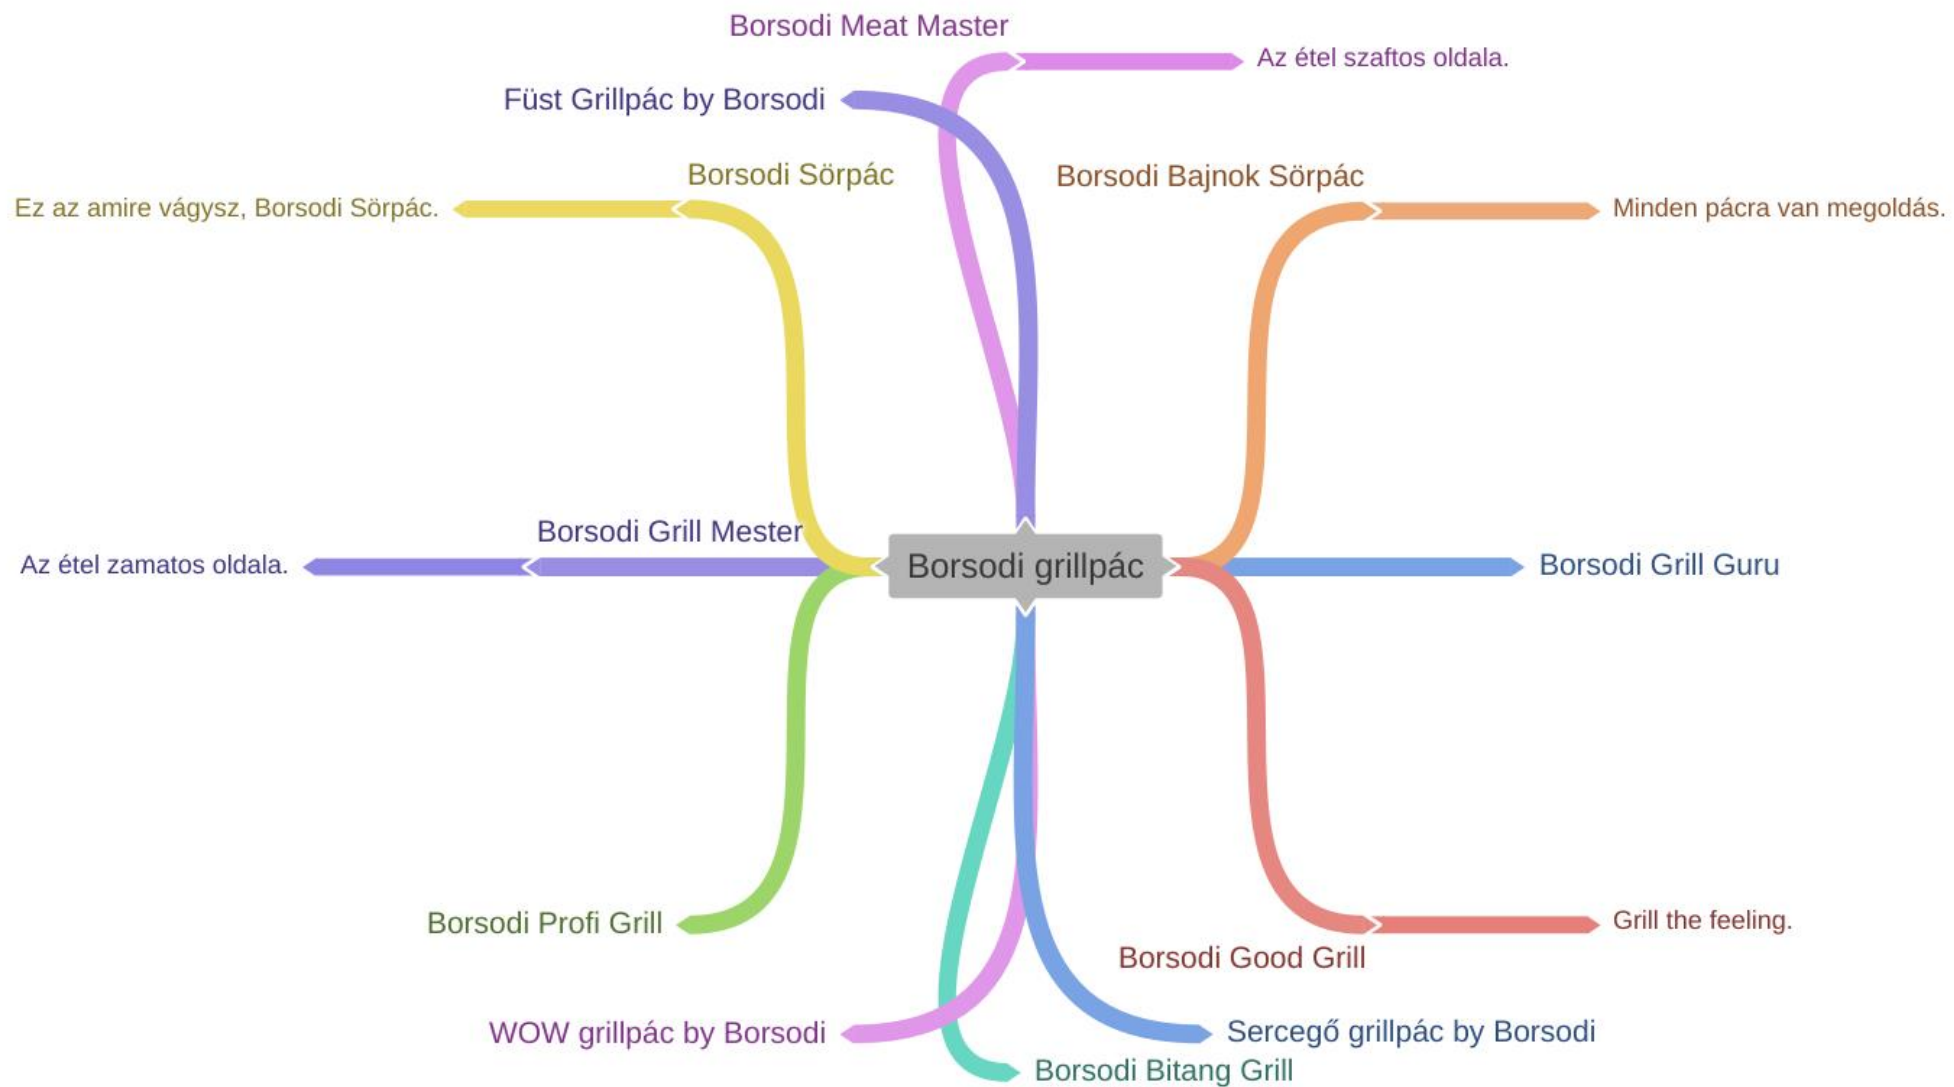 Borsodi Meat Master
Az étel szaftos oldala.
Füst Grillpác by Borsodi
Borsodi Sörpác
Borsodi Bajnok Sörpác
Ez az amire vágysz, Borsodi Sörpác.
Minden pácra van megoldás.
Borsodi Grill Mester
Az étel zamatos oldala.
Borsodi grillpác
Borsodi Grill Guru
Borsodi Profi Grill
Grill the feeling.
Borsodi Good Grill
WOW grillpác by Borsodi
Sercegő grillpác by Borsodi
Borsodi Bitang Grill